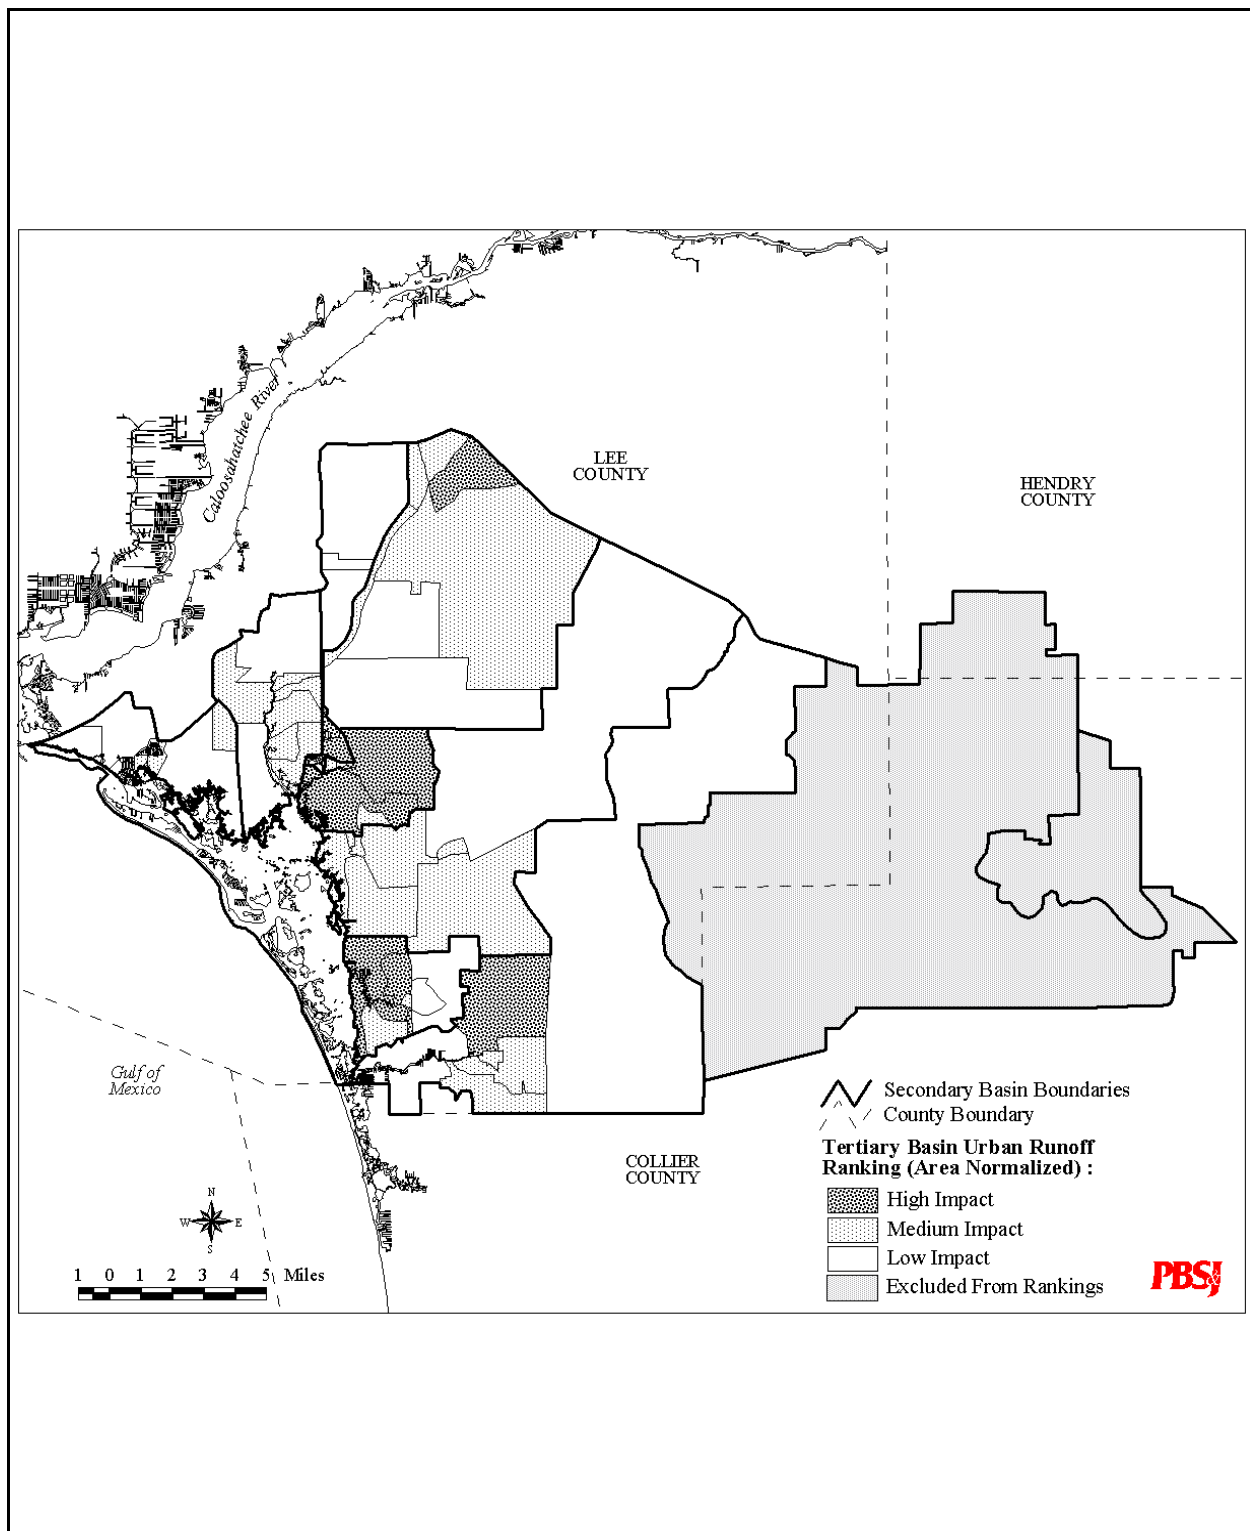 Caloosahatchee River
LEE
COUNTY
HENDRY
COUNTY
Gulf of
Mexico
COLLIER
COUNTY
N
W E
S
1 0 1 2 3 4 5 Miles
Secondary Basin Boundaries
County Boundary
Tertiary Basin Urban Runoff
Ranking (Area Normalized) :
High Impact
Medium Impact
Low Impact
Excluded From Rankings
PBS&J